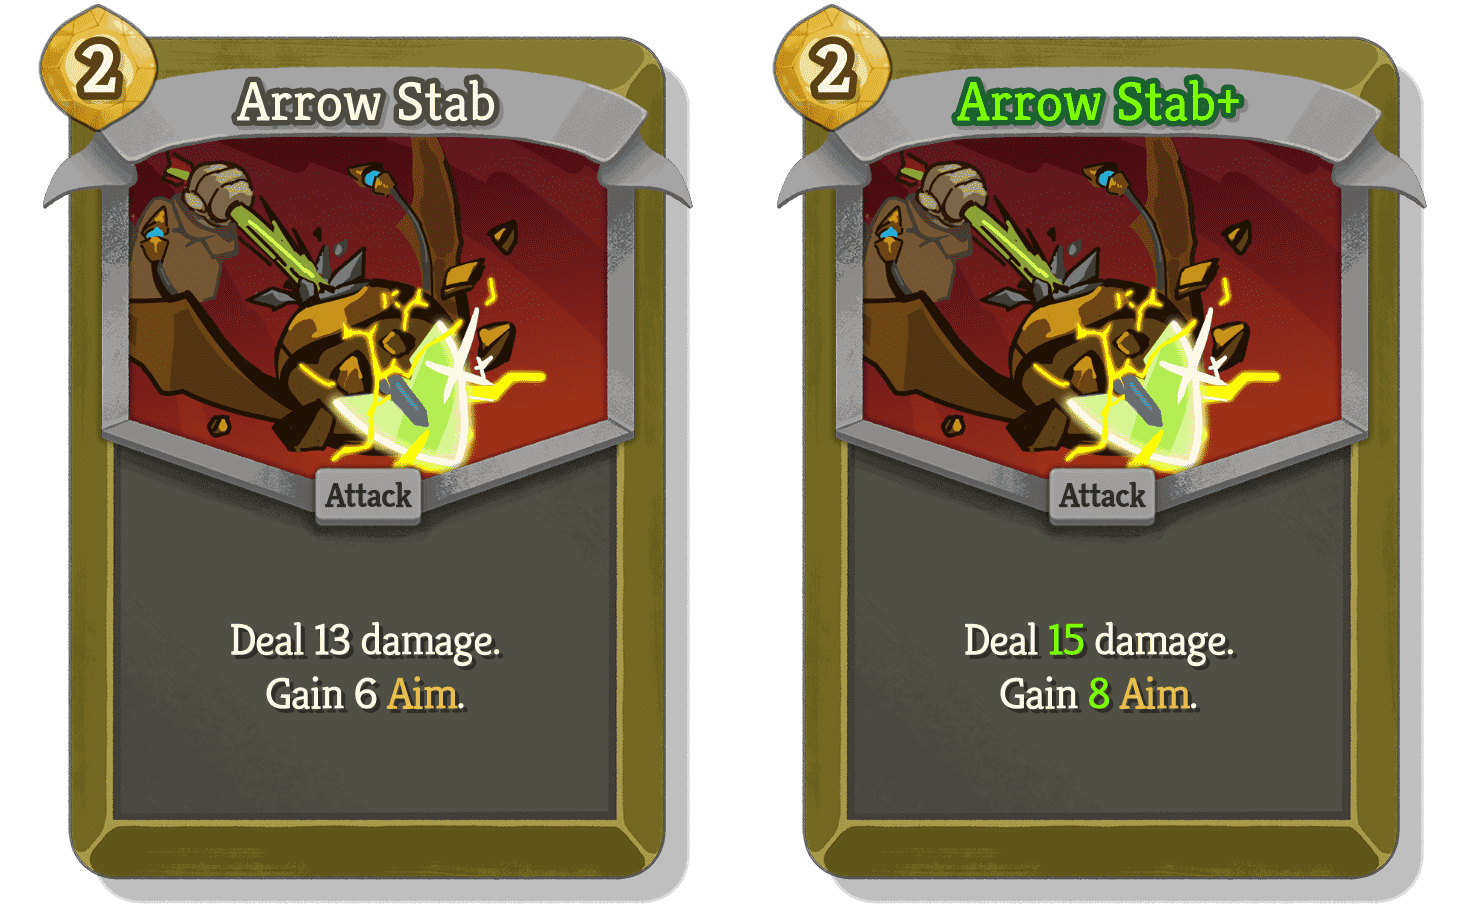 2
Arrow Stab
Attack
Deal 13 damage.
Gain 6 Aim.
2
Arrow Stab+
Attack
Deal 15 damage.
Gain 8 Aim.